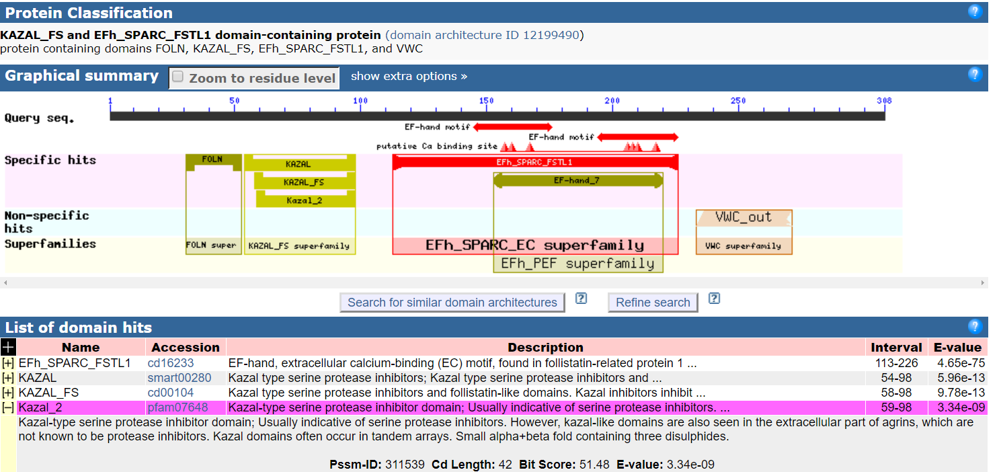 Protein Classification ?
KAZAL_FS and EFh_SPARC_FSTL1 domain-containing protein (domain architecture ID 12199490)
protein containing domains FOLN, KAZAL_FS, EFh_SPARC_FSTL1, and VWC
Graphical summary Zoom to residue level show extra options » ?
1 50 100 150 200 250 308
Query seq.
EF-hand motif
EF-hand motif
putative Ca binding site
Specific hits FOLN KAZAL EFh_SPARC_FSTL1
KAZAL_FS EF-hand_7
Kazal_2
Non-specific VWC_out
hits
Superfamilies FOLN super KAZAL_FS superfamily EFh_SPARC_EC superfamily VWC superfamily
EFh_PEF superfamily
Search for similar domain architectures ? Refine search ?
List of domain hits ?
+ Name Accession Description Interval E-value
[+] EFh_SPARC_FSTL1 cd16233 EF-hand, extracellular calcium-binding (EC) motif, found in follistatin-related protein 1 ... 113-226 4.65e-75
[+] KAZAL smart00280 Kazal type serine protease inhibitors; Kazal type serine protease inhibitors and ... 54-98 5.96e-13
[+] KAZAL_FS cd00104 Kazal type serine protease inhibitors and follistatin-like domains. Kazal inhibitors inhibit ... 58-98 9.78e-13
[−] Kazal_2 pfam07648 Kazal-type serine protease inhibitor domain; Usually indicative of serine protease inhibitors. ... 59-98 3.34e-09
Kazal-type serine protease inhibitor domain; Usually indicative of serine protease inhibitors. However, kazal-like domains are also seen in the extracellular part of agrins, which are
not known to be protease inhibitors. Kazal domains often occur in tandem arrays. Small alpha+beta fold containing three disulphides.
Pssm-ID: 311539 Cd Length: 42 Bit Score: 51.48 E-value: 3.34e-09